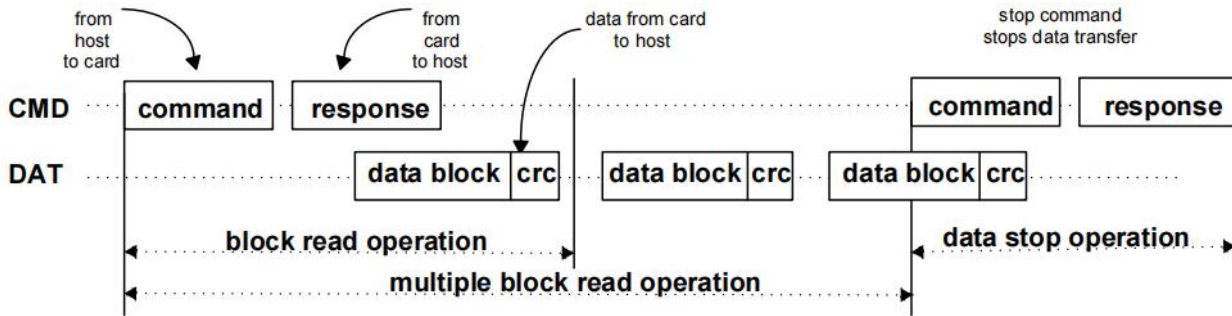 from
host
to card
from
card
to host
data from card
to host
stop command
stops data transfer
CMD
command
response
command
response
DAT
data block
crc
data block
crc
data block
crc
block read operation
data stop operation
multiple block read operation